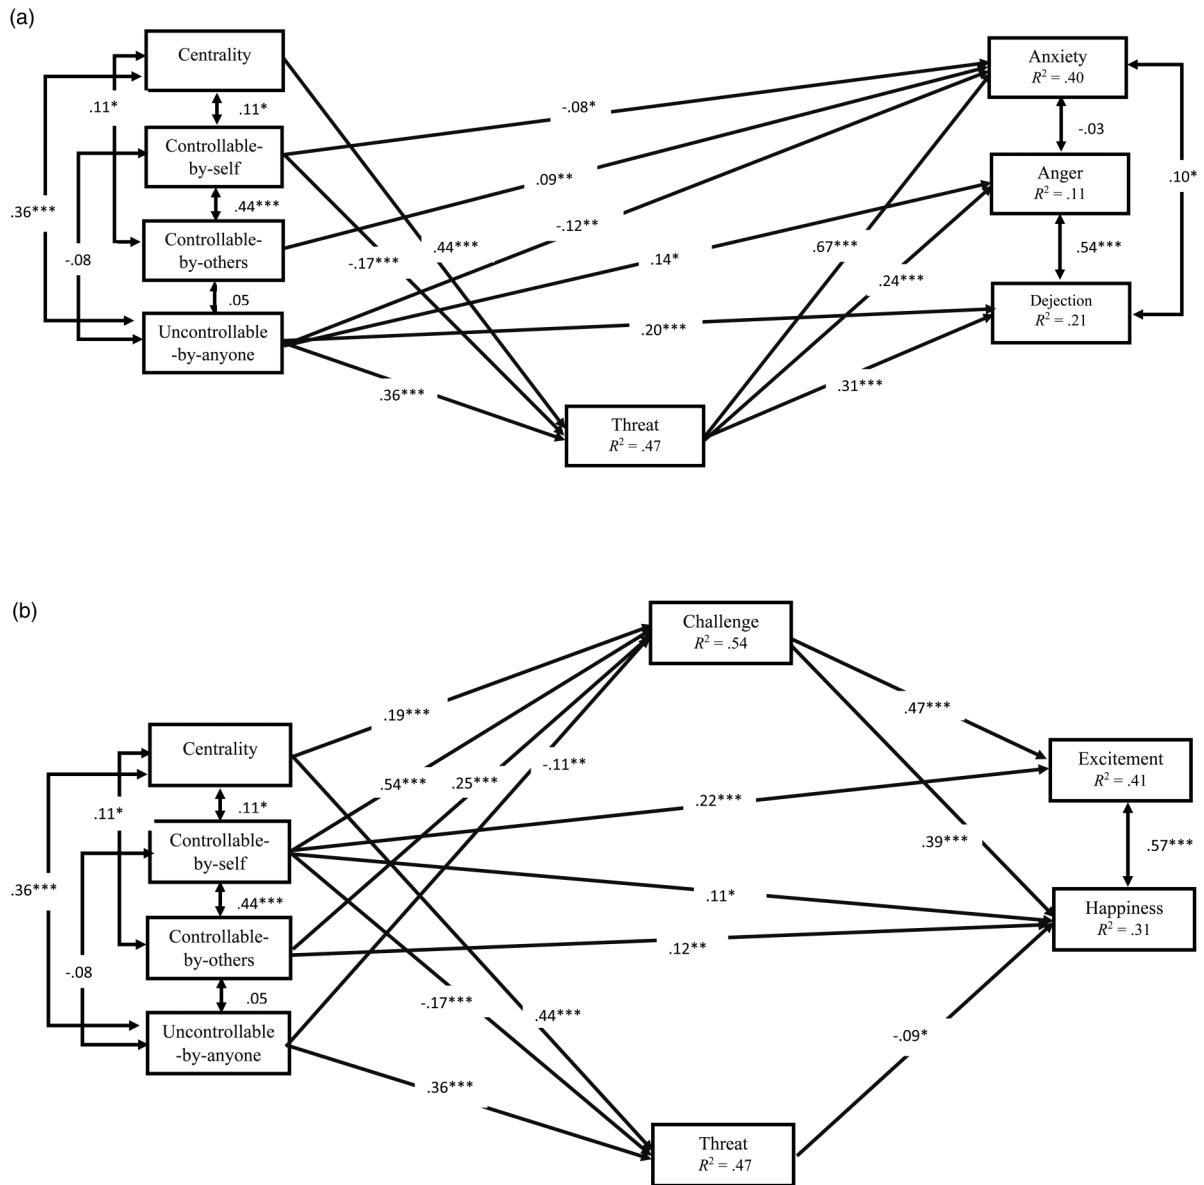 (a)
Centrality
Controllable-
by-self
Controllable-
by-others
Uncontrollable
-by-anyone
.11*
.11*
.36***
.44***
-.08
.05
-.08*
.09**
-.12**
.14*
.20***
.44***
-.17***
.36***
.67***
.24***
.31***
Threat
R² = .47
Anxiety
R² = .40
-.03
Anger
R² = .11
.10*
.54***
Dejection
R² = .21
(b)
Challenge
R² = .54
Centrality
Controllable-
by-self
Controllable-
by-others
Uncontrollable
-by-anyone
.11*
.11*
.36***
.44***
-.08
.05
.19***
.54***
.25***
-.11**
.22***
.11*
.12**
-.17***
.44***
.36***
.47***
.39***
-.09*
Excitement
R² = .41
.57***
Happiness
R² = .31
Threat
R² = .47